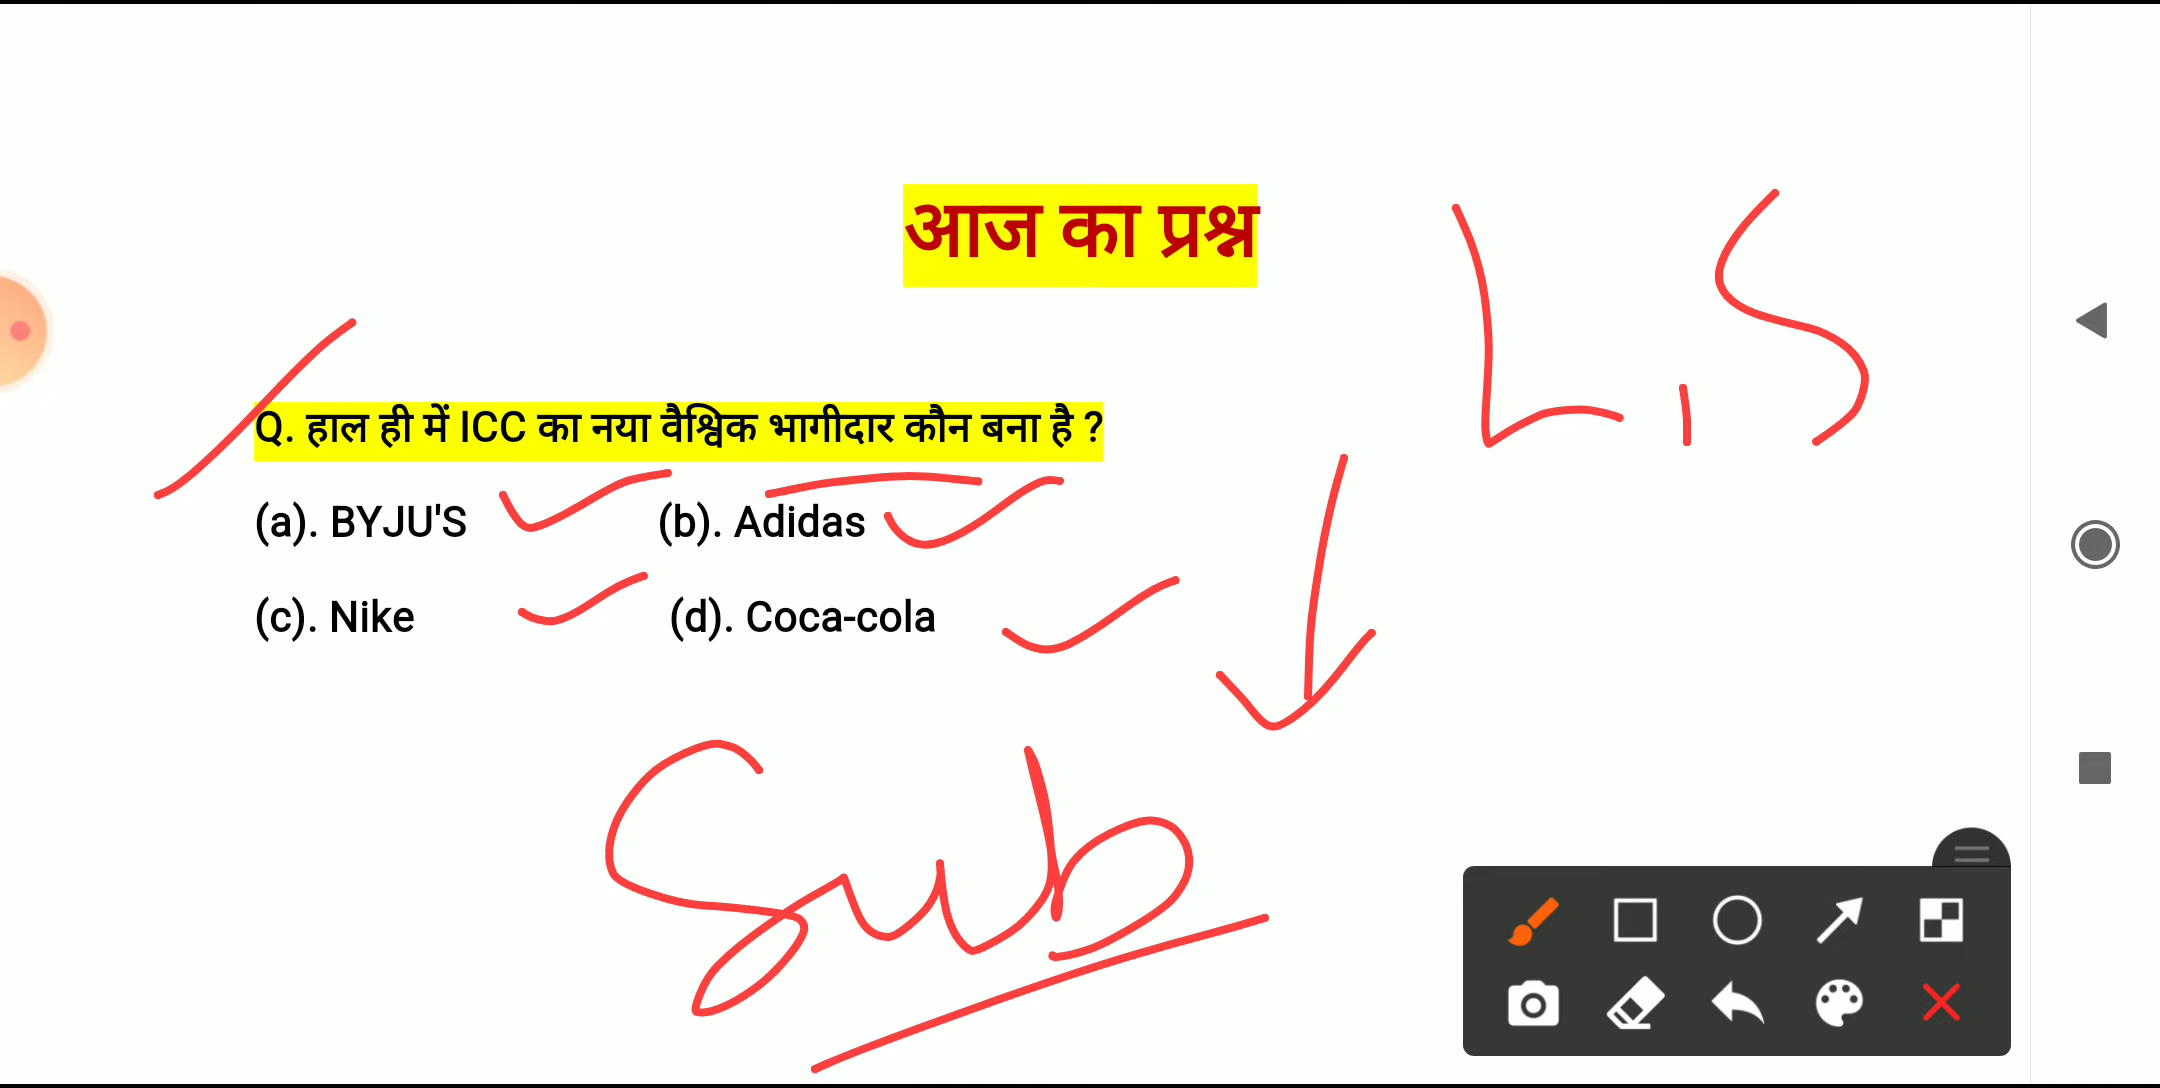 आज का प्रश्न
L, S
Q. हाल ही में ICC का नया वैश्विक भागीदार कौन बना है ?
(a). BYJU'S (b). Adidas
(c). Nike (d). Coca-cola
Sub